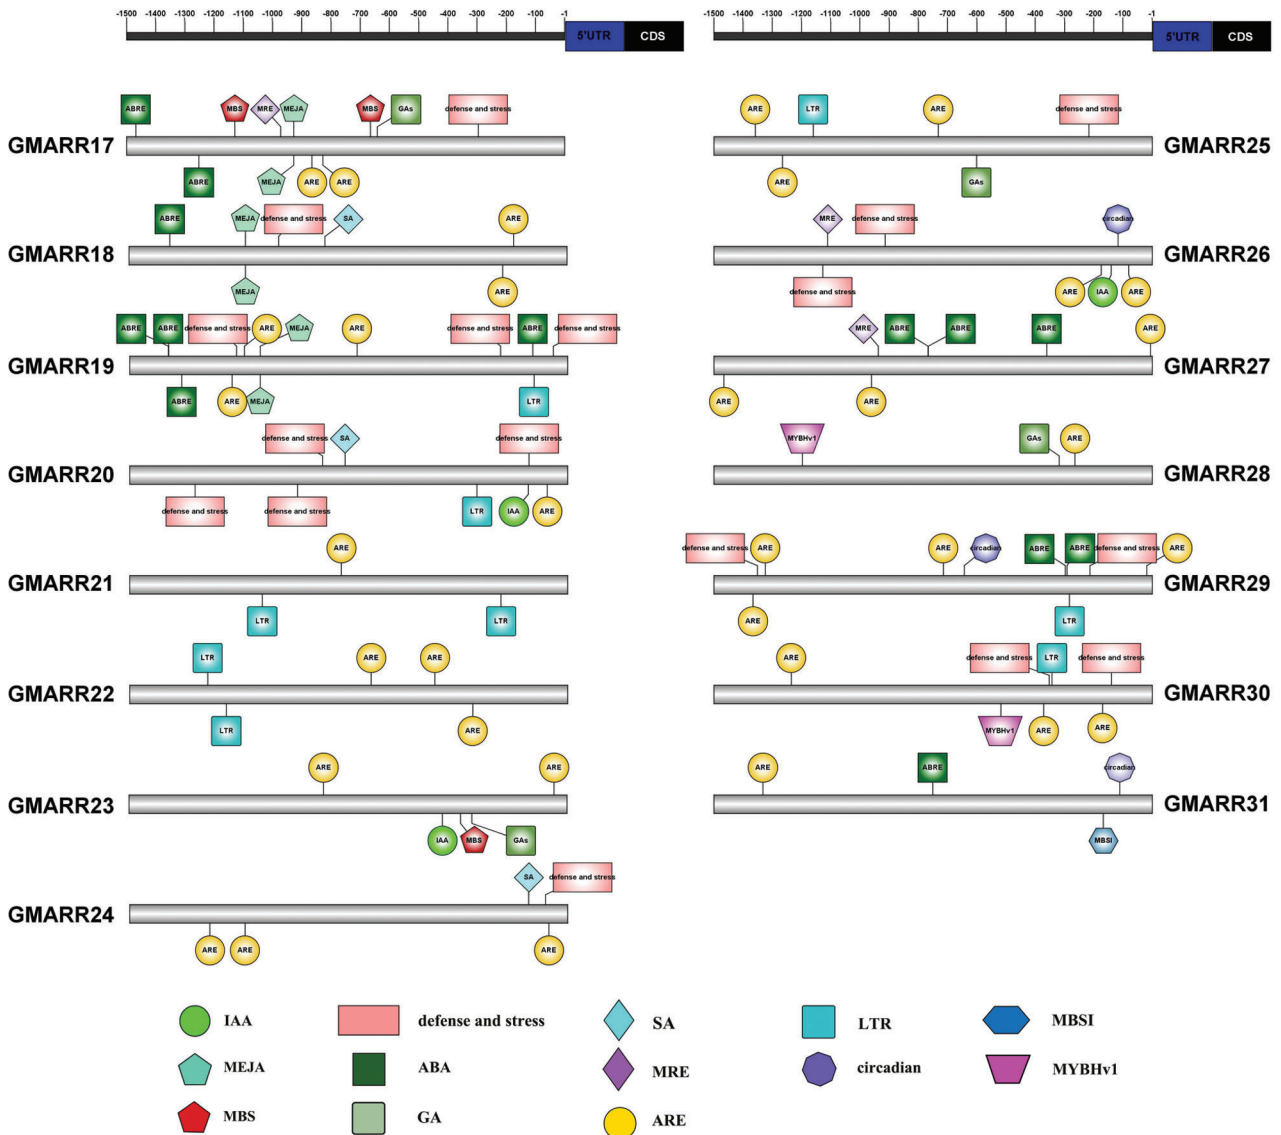 -1500 -1400 -1300 -1200 -1100 -1000 -900 -800 -700 -600 -500 -400 -300 -200 -100 -1
5'UTR CDS
ABRE MBS MRE MEJA MBS GAs defense and stress
GMARR17
ABRE MEJA ARE ARE
ABRE MEJA defense and stress SA ARE
GMARR18
MEJA ARE
ABRE ABRE defense and stress ARE MEJA ARE defense and stress ABRE defense and stress
GMARR19
ABRE ARE MEJA LTR
defense and stress SA defense and stress
GMARR20
defense and stress defense and stress LTR IAA ARE
ARE
GMARR21
LTR LTR
LTR ARE ARE
GMARR22
LTR ARE
ARE ARE
GMARR23
IAA MBS GAs
SA defense and stress
GMARR24
ARE ARE ARE
-1500 -1400 -1300 -1200 -1100 -1000 -900 -800 -700 -600 -500 -400 -300 -200 -100 -1
5'UTR CDS
ARE LTR ARE defense and stress
GMARR25
ARE GAs
MRE defense and stress circadian
GMARR26
defense and stress ARE IAA ARE
MRE ABRE ABRE ABRE ARE
GMARR27
ARE ARE
MYBHv1 GAs ARE
GMARR28
defense and stress ARE ARE circadian ABRE ABRE defense and stress ARE
GMARR29
ARE LTR
ARE defense and stress LTR defense and stress
GMARR30
MYBHv1 ARE ARE
ARE ABRE circadian
GMARR31
MBSI
IAA defense and stress SA LTR MBSI
MEJA ABA MRE circadian MYBHv1
MBS GA ARE